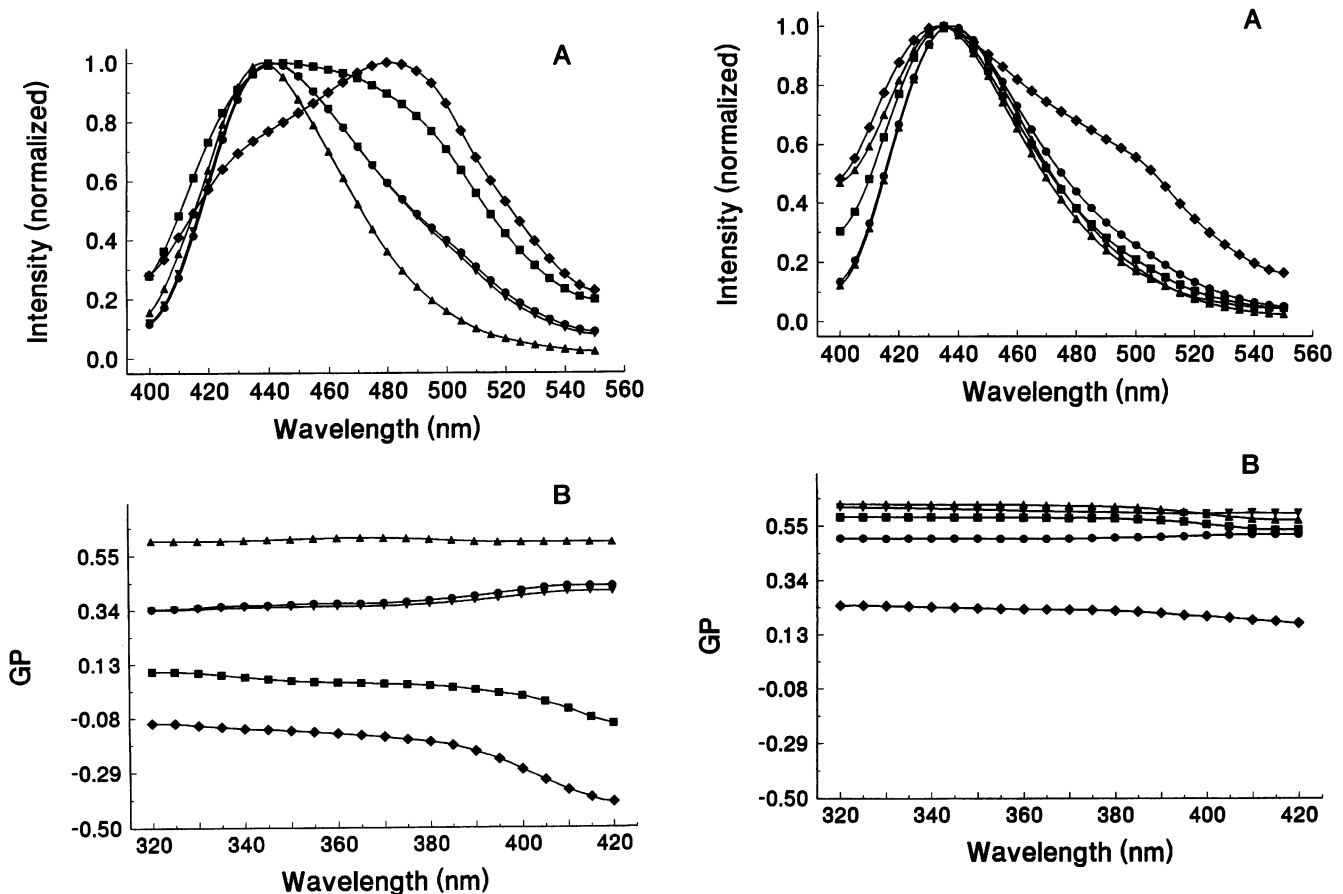 A
Intensity (normalized)
1.0
0.8
0.6
0.4
0.2
0.0
400 420 440 460 480 500 520 540 560
Wavelength (nm)
A
Intensity (normalized)
1.0
0.8
0.6
0.4
0.2
0.0
400 420 440 460 480 500 520 540 560
Wavelength (nm)
B
GP
0.55
0.34
0.13
-0.08
-0.29
-0.50
320 340 360 380 400 420
Wavelength (nm)
B
GP
0.55
0.34
0.13
-0.08
-0.29
-0.50
320 340 360 380 400 420
Wavelength (nm)